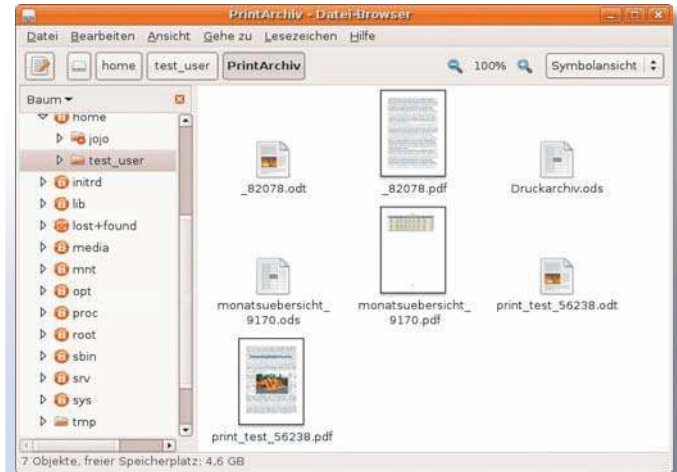 PrintArchiv - Datei-Browser
Datei Bearbeiten Ansicht Gehe zu Lesezeichen Hilfe
home test_user PrintArchiv 100% Symbolansicht
Baum
home
jojo
test_user
initrd
lib
lost+found
media
mnt
opt
proc
root
sbin
srv
sys
tmp
_82078.odt
_82078.pdf
Druckarchiv.ods
monatsuebersicht_
9170.ods
monatsuebersicht_
9170.pdf
print_test_56238.odt
print_test_56238.pdf
7 Objekte, freier Speicherplatz: 4,6 GB